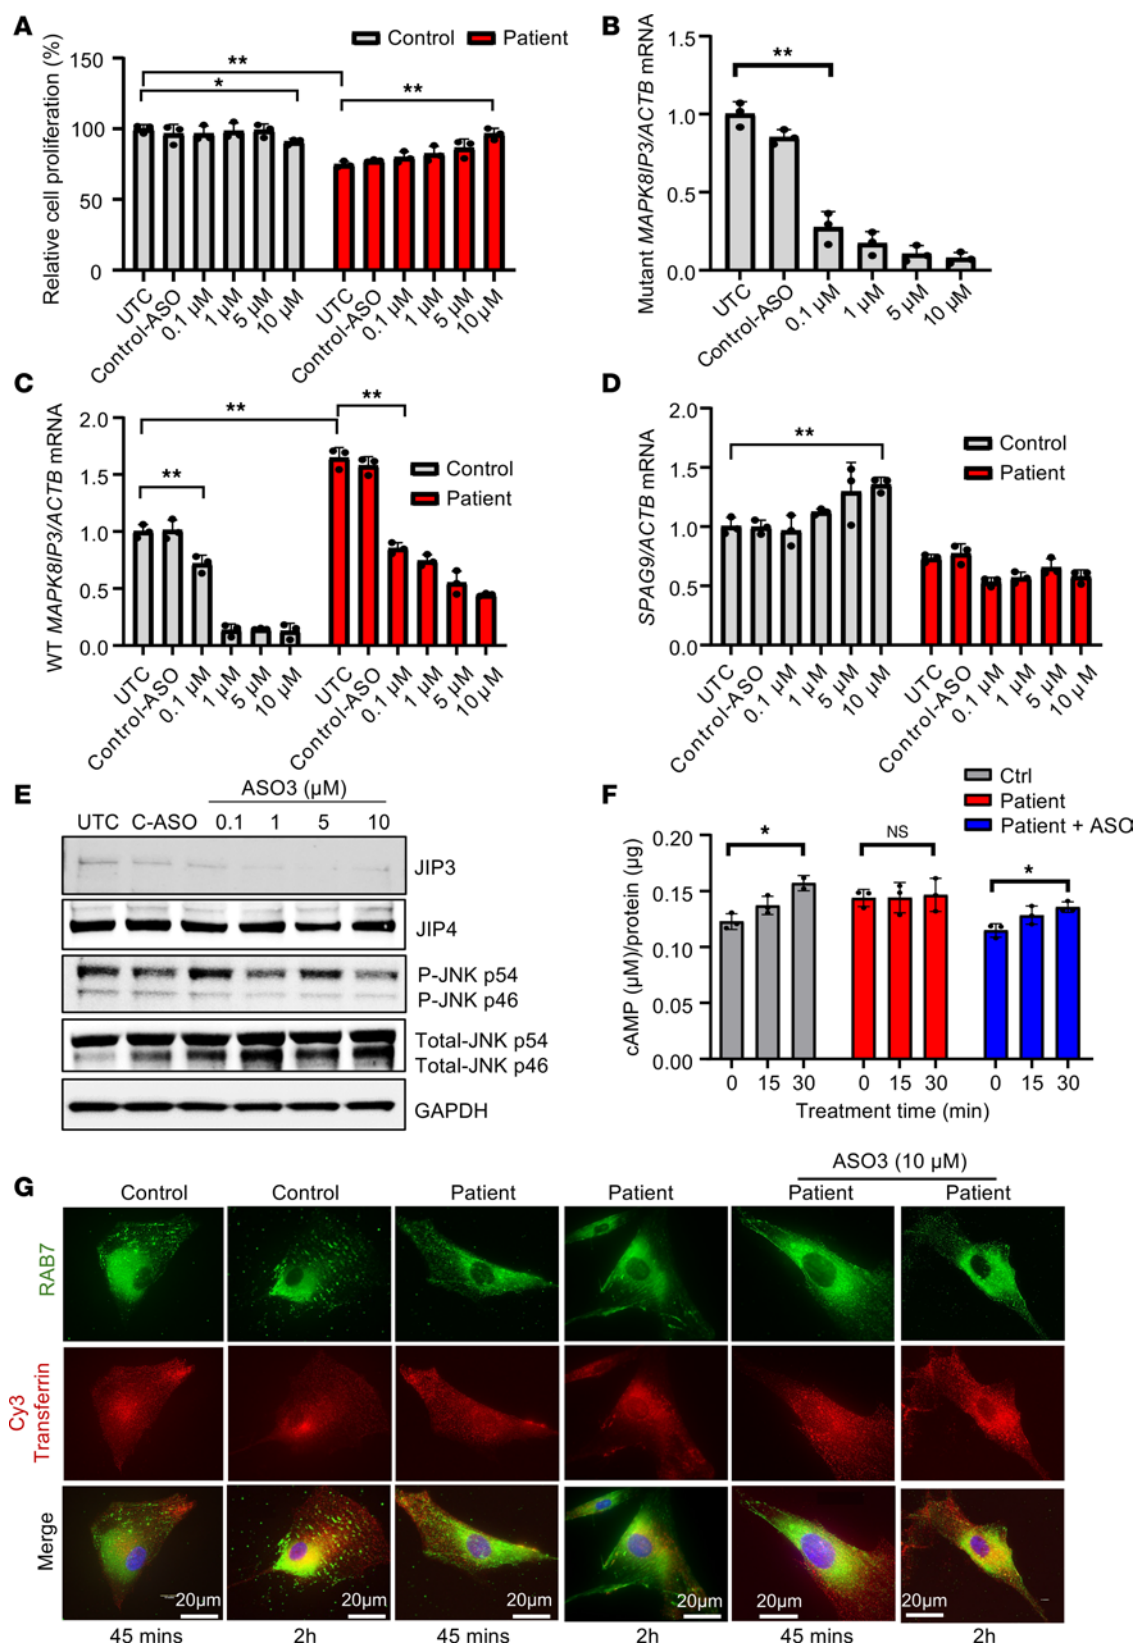 A
Control
Patient
Relative cell proliferation (%)
150
100
50
0
**
*
**
UTC
Control-ASO
0.1 µM
1 µM
5 µM
10 µM
UTC
Control-ASO
0.1 µM
1 µM
5 µM
10 µM
B
Mutant MAPK8IP3/ACTB mRNA
1.5
1.0
0.5
0.0
**
UTC
Control-ASO
0.1 µM
1 µM
5 µM
10 µM
C
WT MAPK8IP3/ACTB mRNA
2.0
1.5
1.0
0.5
0.0
**
**
**
Control
Patient
UTC
Control-ASO
0.1 µM
1 µM
5 µM
10 µM
UTC
Control-ASO
0.1 µM
1 µM
5 µM
10 µM
D
SPAG9/ACTB mRNA
2.0
1.5
1.0
0.5
0.0
**
Control
Patient
UTC
Control-ASO
0.1 µM
1 µM
5 µM
10 µM
UTC
Control-ASO
0.1 µM
1 µM
5 µM
10 µM
E
ASO3 (µM)
UTC C-ASO 0.1 1 5 10
JIP3
JIP4
P-JNK p54
P-JNK p46
Total-JNK p54
Total-JNK p46
GAPDH
F
Ctrl
Patient
Patient + ASO
cAMP (µM)/protein (µg)
0.20
0.15
0.10
0.05
0.00
*
NS
*
0 15 30 0 15 30 0 15 30
Treatment time (min)
G
ASO3 (10 µM)
Control Control Patient Patient Patient Patient
RAB7
Cy3
Transferrin
Merge
20µm 20µm 20µm 20µm 20µm 20µm
45 mins 2h 45 mins 2h 45 mins 2h